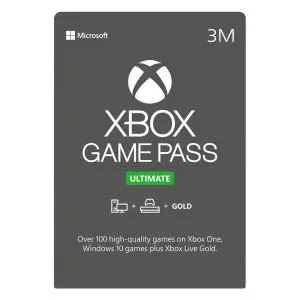 Microsoft 3M
XBOX
GAME PASS
ULTIMATE
+ + GOLD
Over 100 high-quality games on Xbox One,
Windows 10 games plus Xbox Live Gold.